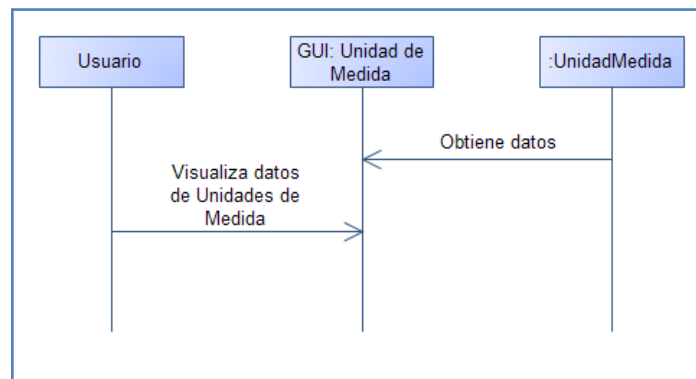 Usuario
GUI: Unidad de
Medida
:UnidadMedida
Obtiene datos
Visualiza datos
de Unidades de
Medida